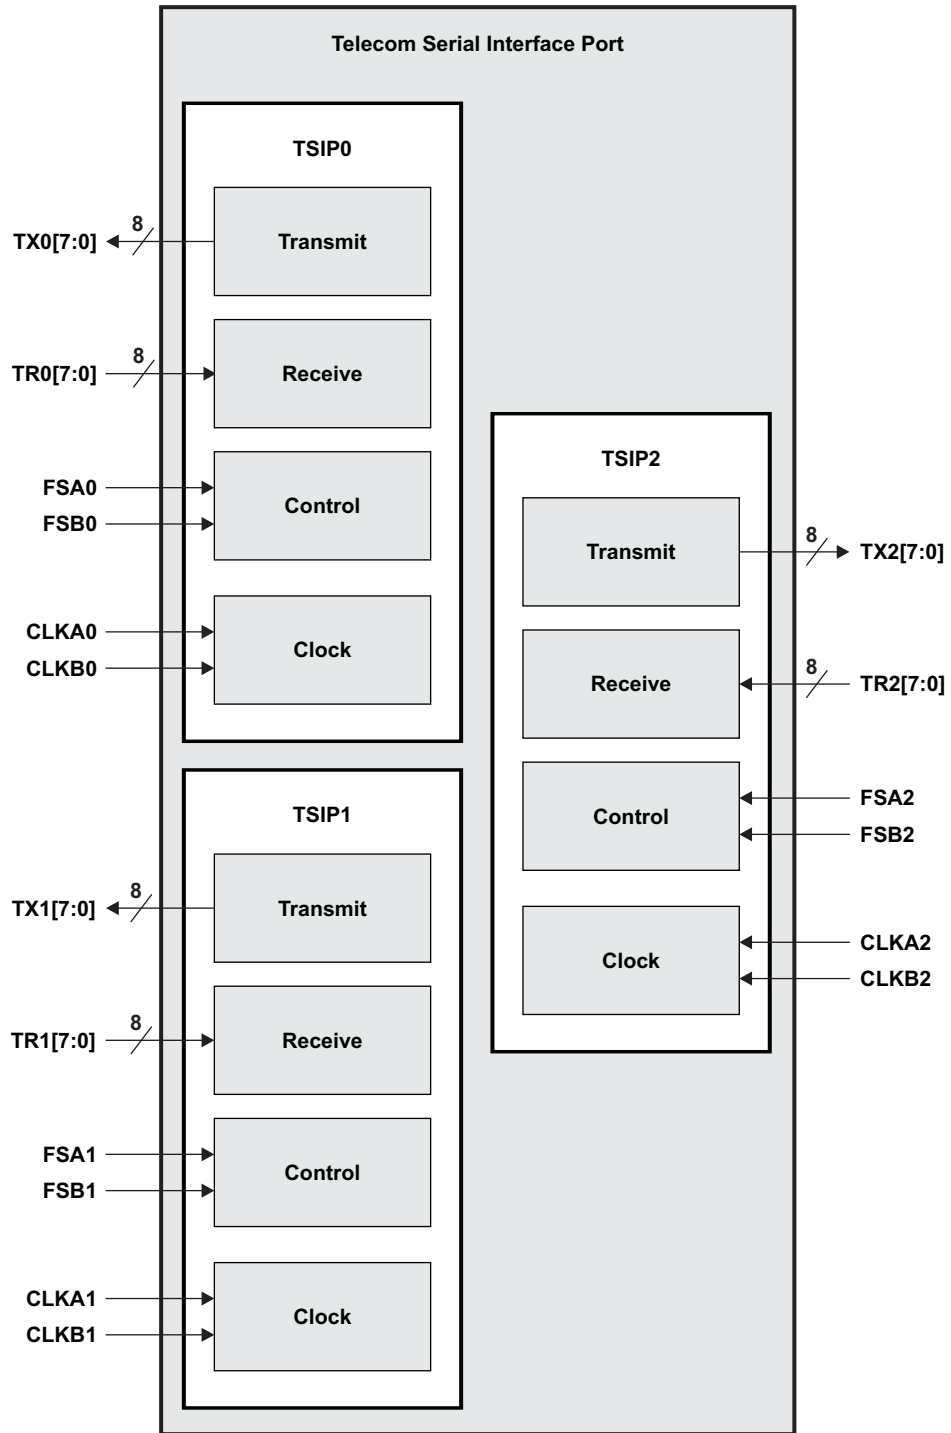 Telecom Serial Interface Port
TSIP0
8
TX0[7:0]
Transmit
8
TR0[7:0]
Receive
FSA0
FSB0
Control
CLKA0
CLKB0
Clock
TSIP2
Transmit
8
TX2[7:0]
Receive
8
TR2[7:0]
Control
FSA2
FSB2
Clock
CLKA2
CLKB2
TSIP1
8
TX1[7:0]
Transmit
8
TR1[7:0]
Receive
FSA1
FSB1
Control
CLKA1
CLKB1
Clock